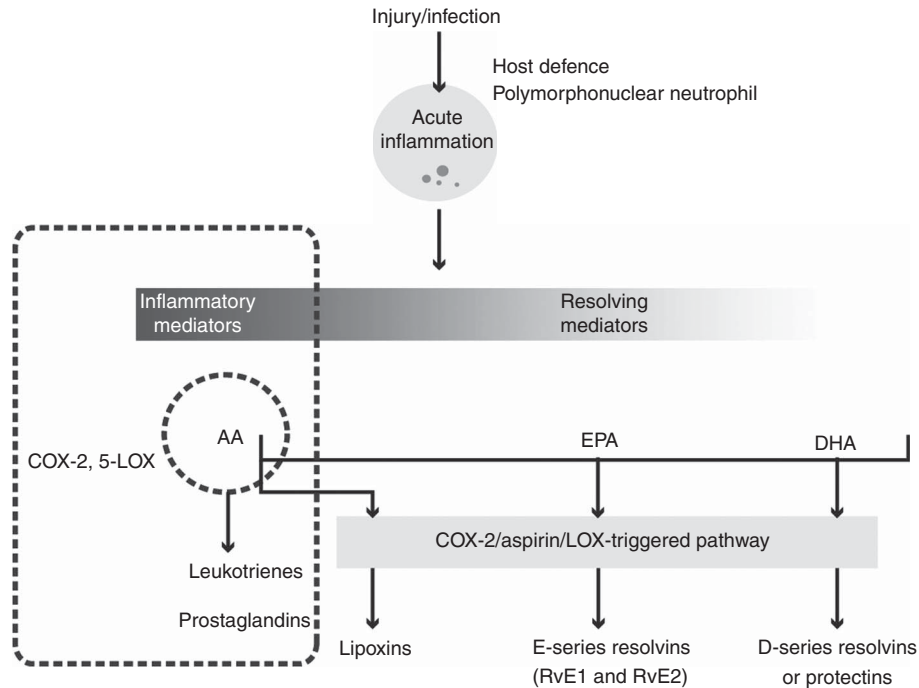 Injury/infection
Host defence
Polymorphonuclear neutrophil
Acute
inflammation
Inflammatory
mediators
Resolving
mediators
AA
EPA
DHA
COX-2, 5-LOX
COX-2/aspirin/LOX-triggered pathway
Leukotrienes
Prostaglandins
Lipoxins
E-series resolvins
(RvE1 and RvE2)
D-series resolvins
or protectins